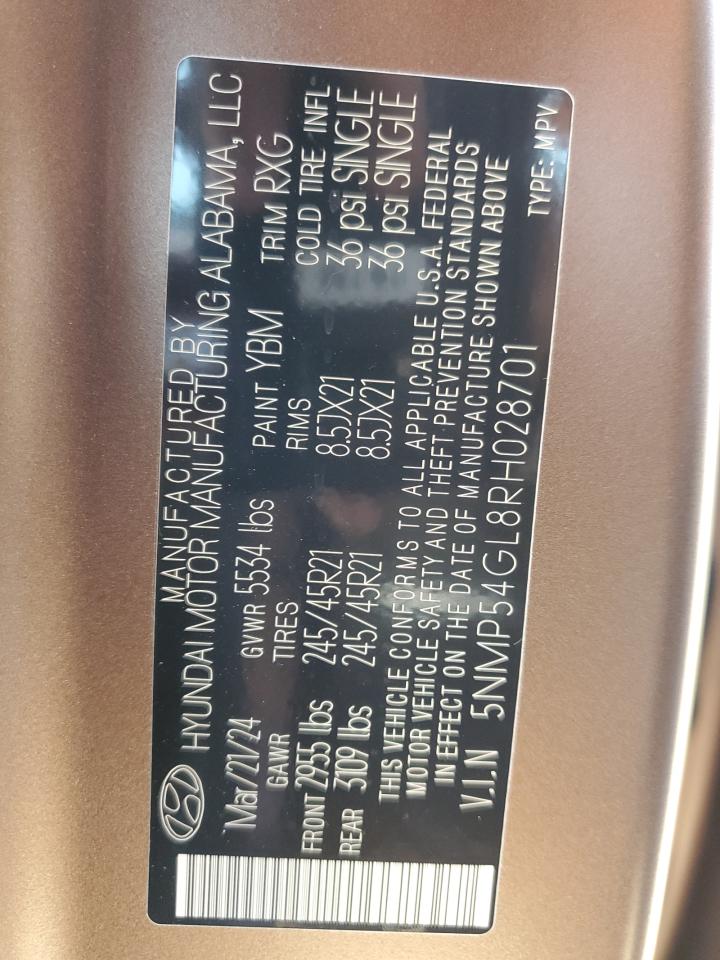 MANUFACTURED BY
HYUNDAI MOTOR MANUFACTURING ALABAMA, LLC
Mar/21/24 GVWR 5534 lbs PAINT YBM TRIM RXG
GAWR TIRES RIMS COLD TIRE INFL
FRONT 2955 lbs 245/45R21 8.5JX21 36 psi SINGLE
REAR 3109 lbs 245/45R21 8.5JX21 36 psi SINGLE
THIS VEHICLE CONFORMS TO ALL APPLICABLE U.S.A. FEDERAL
MOTOR VEHICLE SAFETY AND THEFT PREVENTION STANDARDS
IN EFFECT ON THE DATE OF MANUFACTURE SHOWN ABOVE
V.I.N 5NMP54GL8RH028701 TYPE: MPV